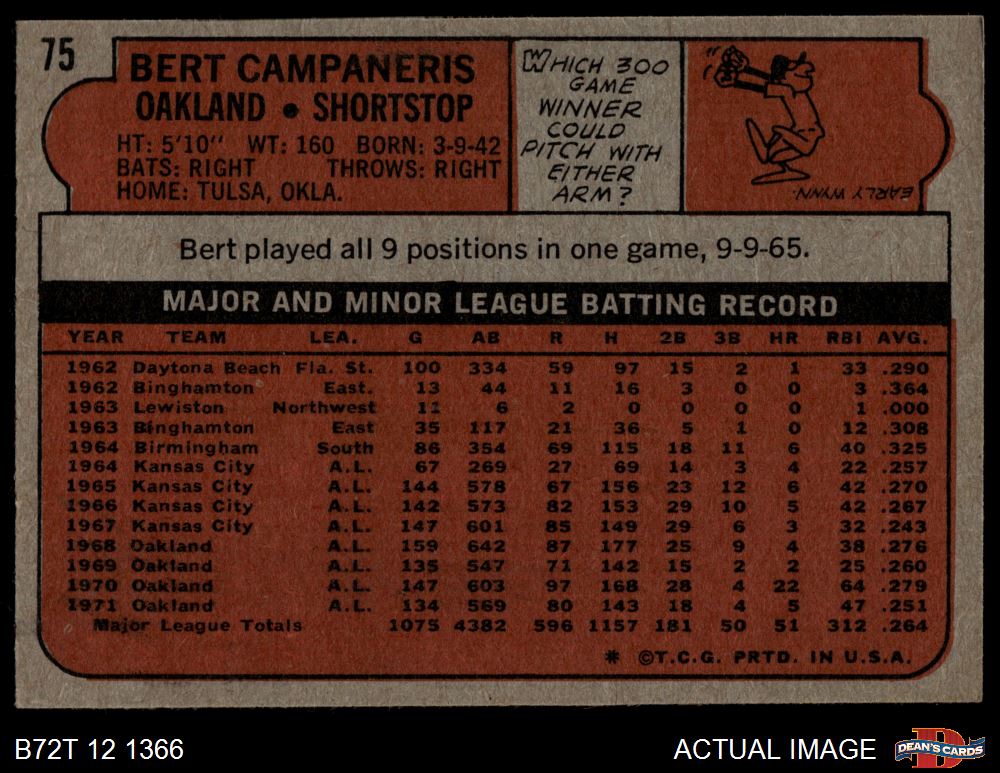 75
BERT CAMPANERIS
OAKLAND • SHORTSTOP
HT: 5'10" WT: 160 BORN: 3-9-42
BATS: RIGHT THROWS: RIGHT
HOME: TULSA, OKLA.
WHICH 300
GAME
WINNER
COULD
PITCH WITH
EITHER
ARM?
EARLY WYNN.
Bert played all 9 positions in one game, 9-9-65.
MAJOR AND MINOR LEAGUE BATTING RECORD
YEAR TEAM LEA. G AB R H 2B 3B HR RBI AVG.
1962 Daytona Beach Fla. St. 100 334 59 97 15 2 1 33 .290
1962 Binghamton East. 13 44 11 16 3 0 0 3 .364
1963 Lewiston Northwest 11 6 2 0 0 0 0 1 .000
1963 Binghamton East 35 117 21 36 5 1 0 12 .308
1964 Birmingham South 86 354 69 115 18 11 6 40 .325
1964 Kansas City A.L. 67 269 27 69 14 3 4 22 .257
1965 Kansas City A.L. 144 578 67 156 23 12 6 42 .270
1966 Kansas City A.L. 142 573 82 153 29 10 5 42 .267
1967 Kansas City A.L. 147 601 85 149 29 6 3 32 .243
1968 Oakland A.L. 159 642 87 177 25 9 4 38 .276
1969 Oakland A.L. 135 547 71 142 15 2 2 25 .260
1970 Oakland A.L. 147 603 97 168 28 4 22 64 .279
1971 Oakland A.L. 134 569 80 143 18 4 5 47 .251
Major League Totals 1075 4382 596 1157 181 50 51 312 .264
* ©T.C.G. PRTD. IN U.S.A.
B72T 12 1366
ACTUAL IMAGE
D
DEAN'S CARDS